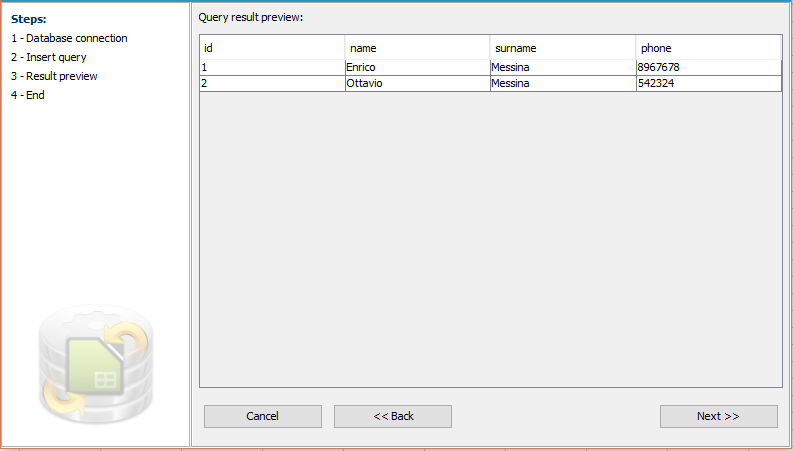 Steps:
1 - Database connection
2 - Insert query
3 - Result preview
4 - End
Query result preview:
id name surname phone
1 Enrico Messina 8967678
2 Ottavio Messina 542324
Cancel << Back Next >>